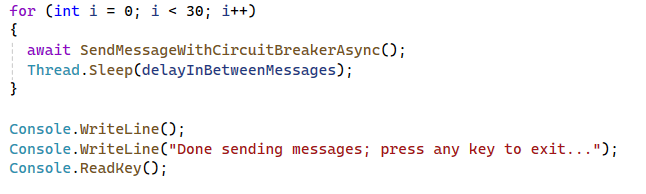 for (int i = 0; i < 30; i++)
{
  await SendMessageWithCircuitBreakerAsync();
  Thread.Sleep(delayInBetweenMessages);
}

Console.WriteLine();
Console.WriteLine("Done sending messages; press any key to exit...");
Console.ReadKey();